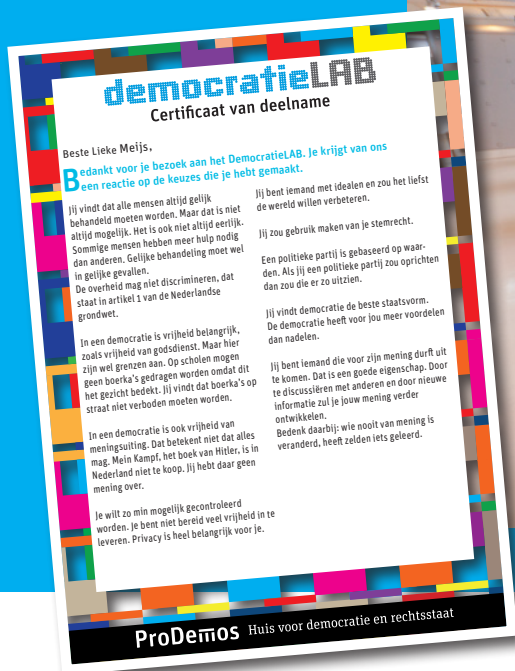 democratieLAB
Certificaat van deelname
Beste Lieke Meijs,
Bedankt voor je bezoek aan het DemocratieLAB. Je krijgt van ons
een reactie op de keuzes die je hebt gemaakt.
Jij vindt dat alle mensen altijd gelijk
behandeld moeten worden. Maar dat is niet
altijd mogelijk. Het is ook niet altijd eerlijk.
Sommige mensen hebben meer hulp nodig
dan anderen. Gelijke behandeling moet wel
in gelijke gevallen.
De overheid mag niet discrimineren, dat
staat in artikel 1 van de Nederlandse
grondwet.
In een democratie is vrijheid belangrijk,
zoals vrijheid van godsdienst. Maar hier
zijn wel grenzen aan. Op scholen mogen
geen boerka's gedragen worden omdat dit
het gezicht bedekt. Jij vindt dat boerka's op
straat niet verboden moeten worden.
In een democratie is ook vrijheid van
meningsuiting. Dat betekent niet dat alles
mag. Mein Kampf, het boek van Hitler, is in
Nederland niet te koop. Jij hebt daar geen
mening over.
Je wilt zo min mogelijk gecontroleerd
worden. Je bent niet bereid veel vrijheid in te
leveren. Privacy is heel belangrijk voor je.
Jij bent iemand met idealen en zou het liefst
de wereld willen verbeteren.
Jij zou gebruik maken van je stemrecht.
Een politieke partij is gebaseerd op waar-
den. Als jij een politieke partij zou oprichten
dan zou die er zo uitzien.
Jij vindt democratie de beste staatsvorm.
De democratie heeft voor jou meer voordelen
dan nadelen.
Jij bent iemand die voor zijn mening durft uit
te komen. Dat is een goede eigenschap. Door
te discussiëren met anderen en door nieuwe
informatie zul je jouw mening verder
ontwikkelen.
Bedenk daarbij: wie nooit van mening is
veranderd, heeft zelden iets geleerd.
ProDemos Huis voor democratie en rechtsstaat